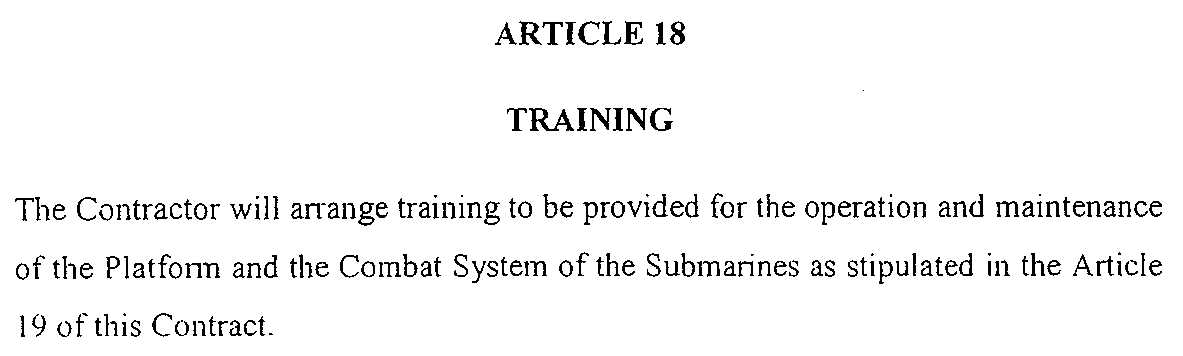 ARTICLE 18
TRAINING
The Contractor will arrange training to be provided for the operation and maintenance
of the Platform and the Combat System of the Submarines as stipulated in the Article
19 of this Contract.